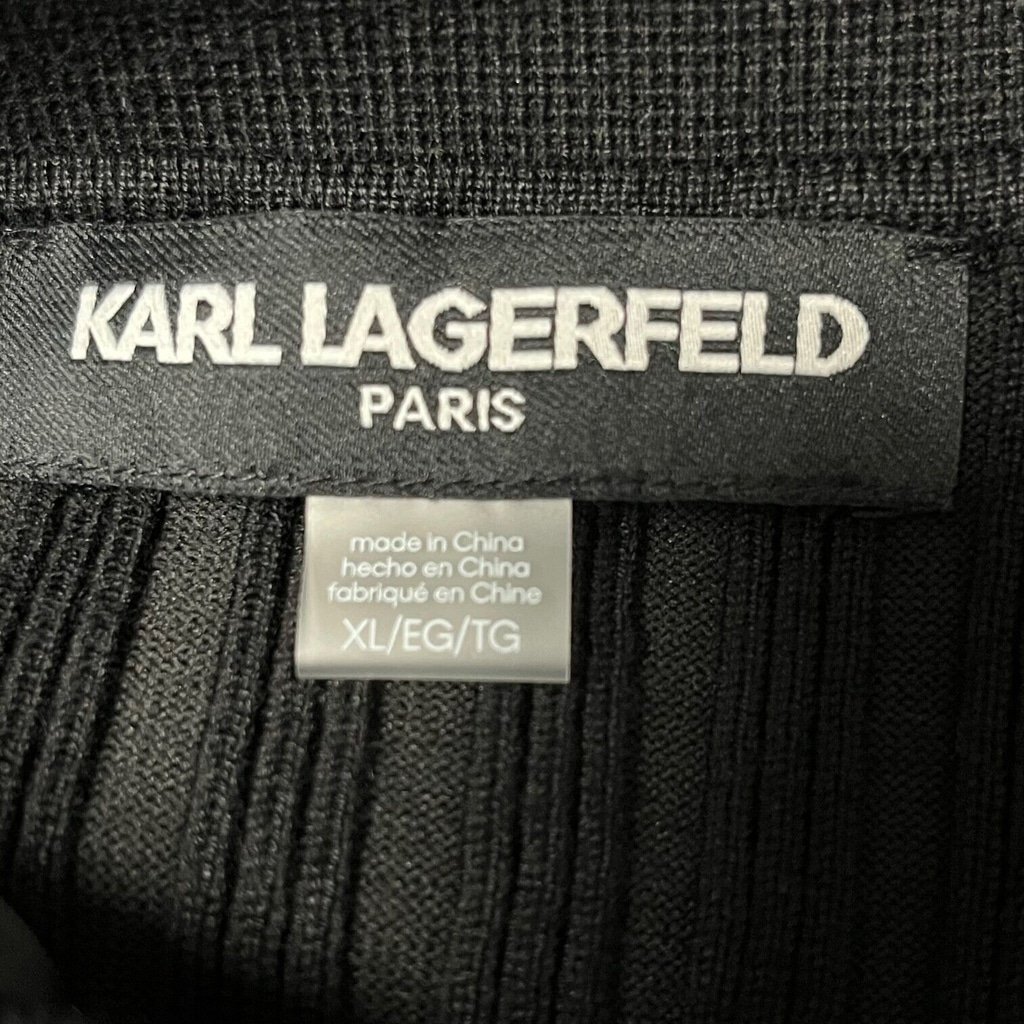 KARL LAGERFELD
PARIS
made in China
hecho en China
fabriqué en Chine
XL/EG/TG